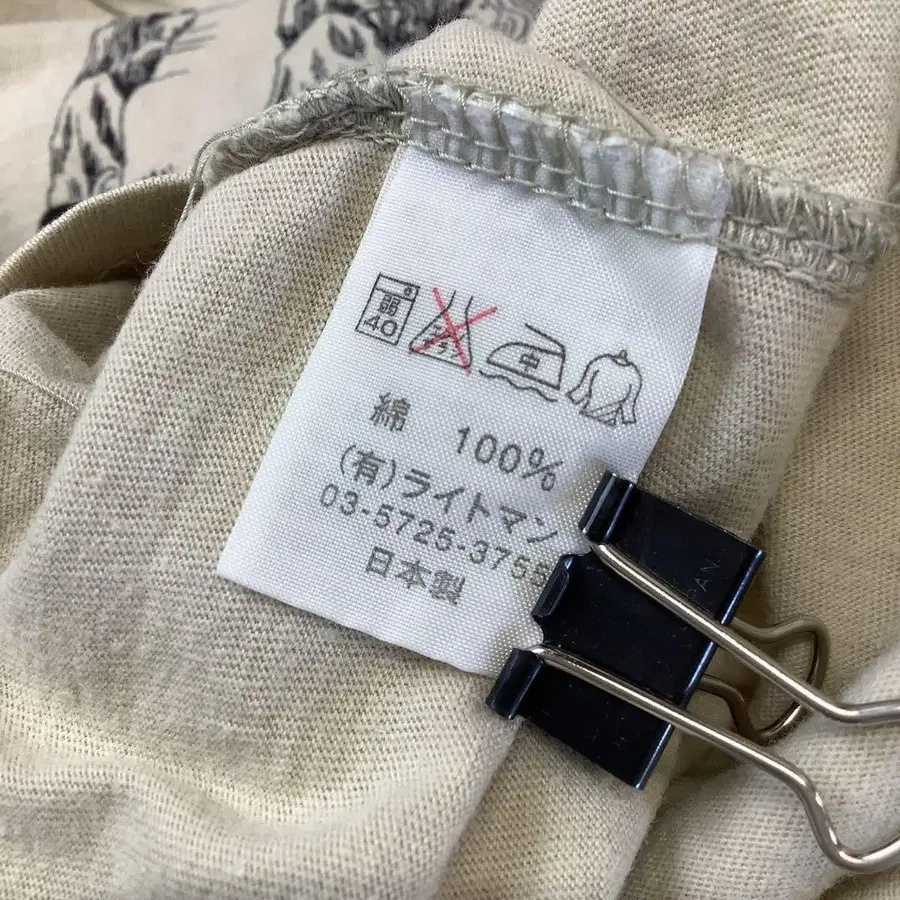 弱
40
中
綿 100%
(有)ライトマン
03-5725-3755
日本製